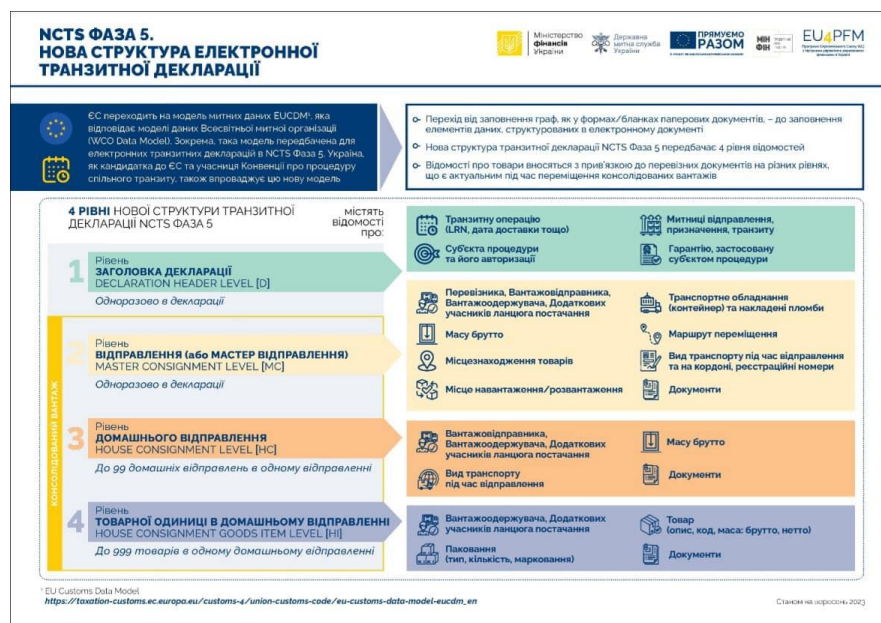 NCTS ФАЗА 5.
НОВА СТРУКТУРА ЕЛЕКТРОННОЇ
ТРАНЗИТНОЇ ДЕКЛАРАЦІЇ
Міністерство
фінансів
України
Державна
митна служба
України
ПРЯМУЄМО
РАЗОМ
МІН
ФІН
EU4PFM
ЄС переходить на модель митних даних EUCDM¹, яка
відповідає моделі даних Всесвітньої митної організації
(WCO Data Model). Зокрема, така модель передбачена для
електронних транзитних декларацій в NCTS Фаза 5. Україна,
як кандидатка до ЄС та учасниця Конвенції про процедуру
спільного транзиту, також впроваджує цю нову модель
Перехід від заповнення граф, як у формах/бланках паперових документів, – до заповнення
елементів даних, структурованих в електронному документі
Нова структура транзитної декларації NCTS Фаза 5 передбачає 4 рівня відомостей
Відомості про товари вносяться з прив'язкою до перевізних документів на різних рівнях,
що є актуальним під час переміщення консолідованих вантажів
4 РІВНІ НОВОЇ СТРУКТУРИ ТРАНЗИТНОЇ
ДЕКЛАРАЦІЇ NCTS ФАЗА 5
містять
відомості
про:
1
Рівень
ЗАГОЛОВКА ДЕКЛАРАЦІЇ
DECLARATION HEADER LEVEL [D]
Одноразово в декларації
Транзитну операцію
(LRN, дата доставки тощо)
Митниці відправлення,
призначення, транзиту
Суб'єкта процедури
та його авторизації
Гарантію, застосовану
суб'єктом процедури
КОНСОЛІДОВАНИЙ ВАНТАЖ
2
Рівень
ВІДПРАВЛЕННЯ (або МАСТЕР ВІДПРАВЛЕННЯ)
MASTER CONSIGNMENT LEVEL [MC]
Одноразово в декларації
Перевізника, Вантажовідправника,
Вантажоодержувача, Додаткових
учасників ланцюга постачання
Транспортне обладнання
(контейнер) та накладені пломби
Масу брутто
Маршрут переміщення
Місцезнаходження товарів
Вид транспорту під час відправлення
та на кордоні, реєстраційні номери
Місце навантаження/розвантаження
Документи
3
Рівень
ДОМАШНЬОГО ВІДПРАВЛЕННЯ
HOUSE CONSIGNMENT LEVEL [HC]
До 99 домашніх відправлень в одному відправленні
Вантажовідправника,
Вантажоодержувача, Додаткових
учасників ланцюга постачання
Масу брутто
Вид транспорту
під час відправлення
Документи
4
Рівень
ТОВАРНОЇ ОДИНИЦІ В ДОМАШНЬОМУ ВІДПРАВЛЕННІ
HOUSE CONSIGNMENT GOODS ITEM LEVEL [HI]
До 999 товарів в одному домашньому відправленні
Вантажоодержувача, Додаткових
учасників ланцюга постачання
Товар
(опис, код, маса: брутто, нетто)
Паковання
(тип, кількість, марковання)
Документи
¹ EU Customs Data Model
https://taxation-customs.ec.europa.eu/customs-4/union-customs-code/eu-customs-data-model-eucdm_en
Станом на вересень 2023